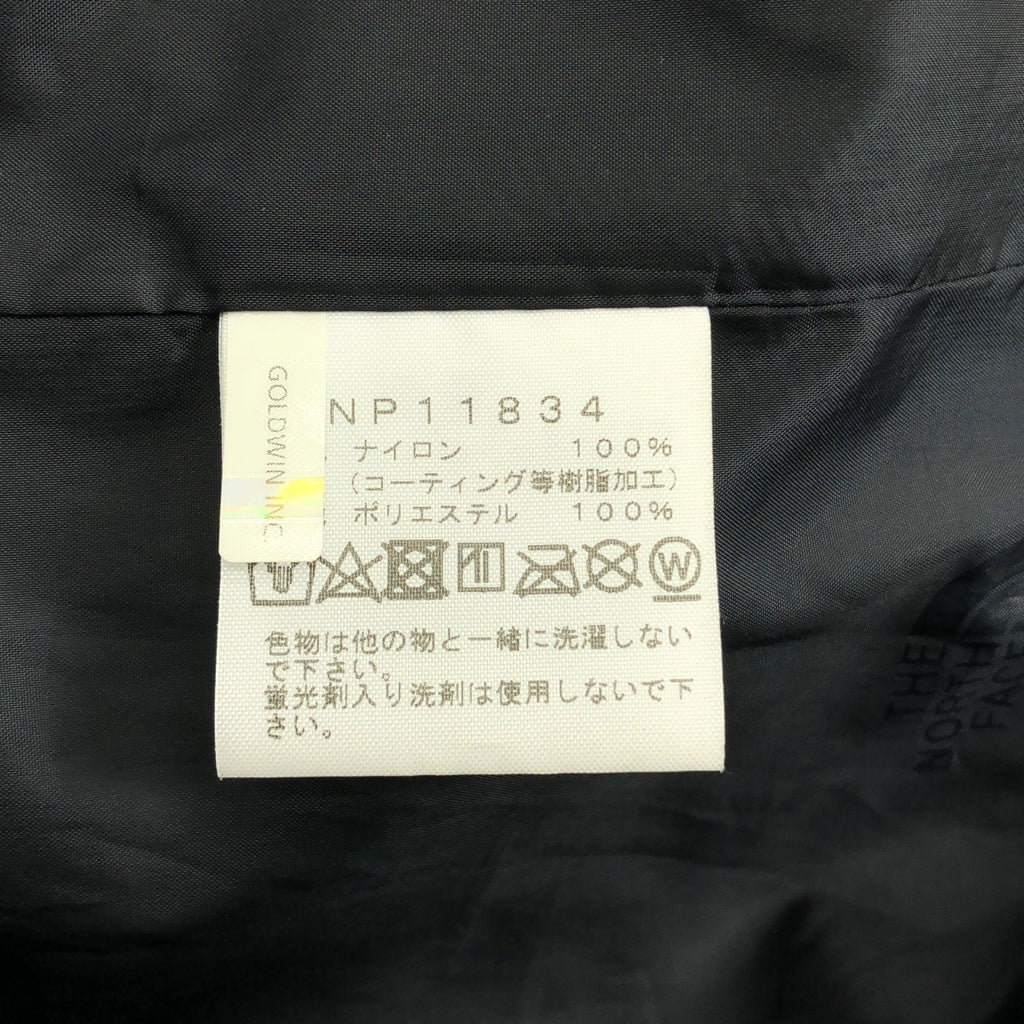 GOLDWIN INC
NP11834
ナイロン 100%
(コーティング等樹脂加工)
ポリエステル 100%
W
色物は他の物と一緒に洗濯しない
で下さい。
蛍光剤入り洗剤は使用しないで下
さい。
THE
NORTH
FACE